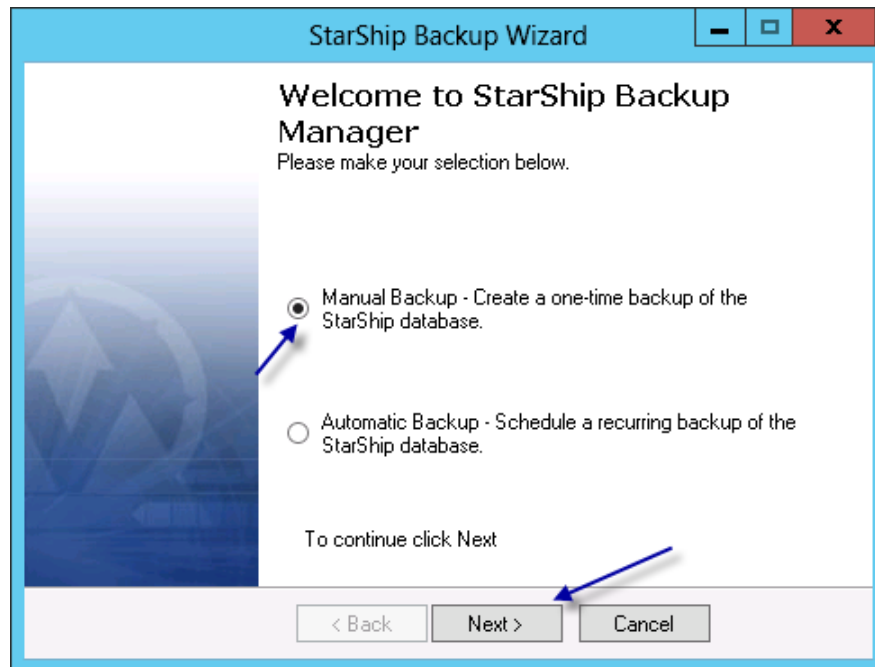 StarShip Backup Wizard
Welcome to StarShip Backup
Manager
Please make your selection below.
Manual Backup - Create a one-time backup of the
StarShip database.
Automatic Backup - Schedule a recurring backup of the
StarShip database.
To continue click Next
< Back Next > Cancel